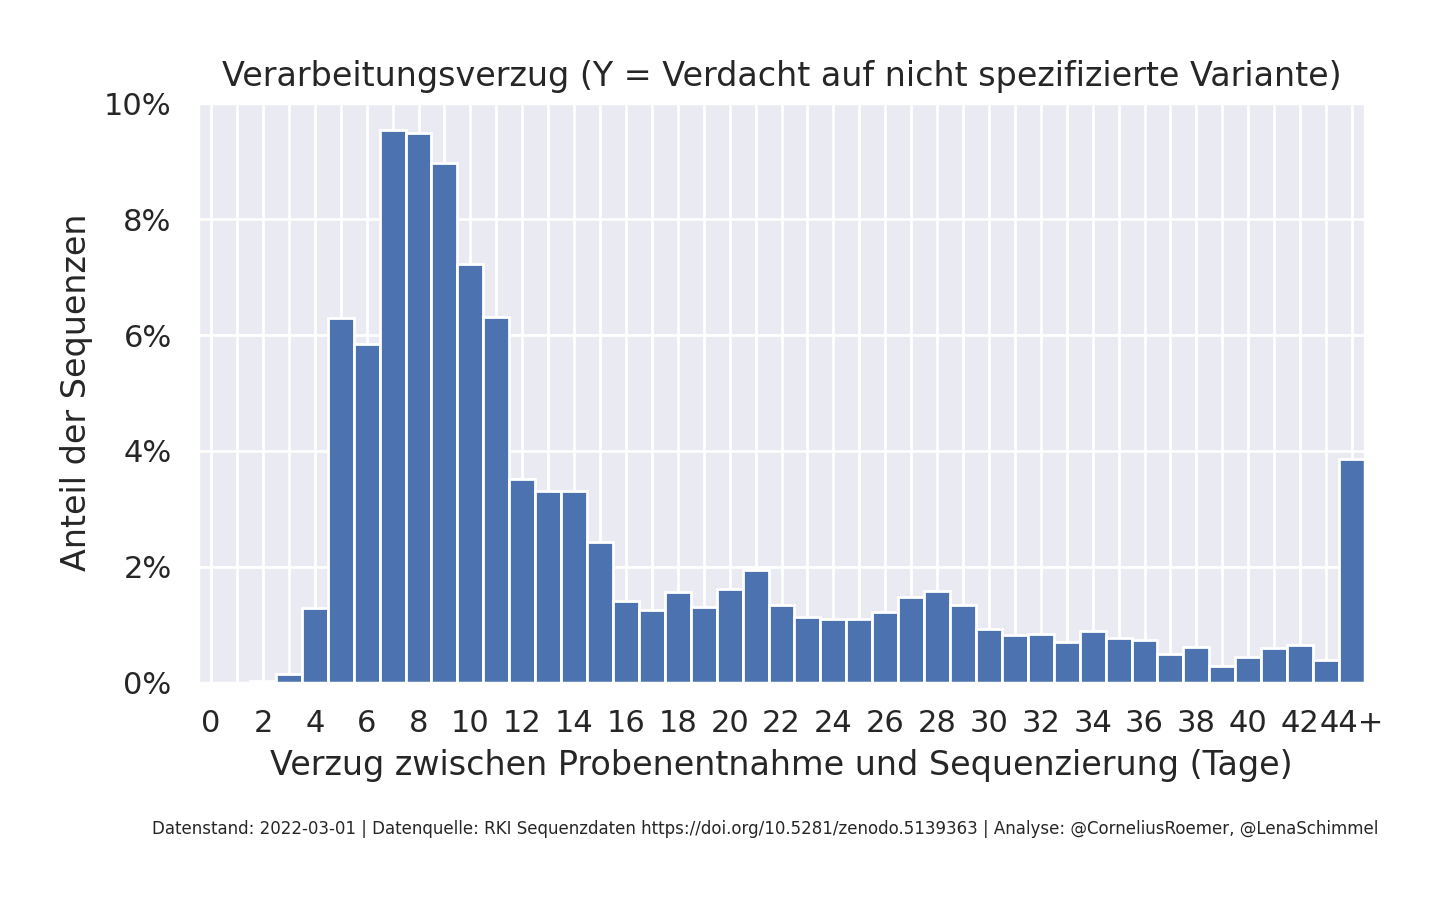 Verarbeitungsverzug (Y = Verdacht auf nicht spezifizierte Variante)
10%
8%
6%
4%
2%
0%
Anteil der Sequenzen
0 2 4 6 8 10 12 14 16 18 20 22 24 26 28 30 32 34 36 38 40 42 44+
Verzug zwischen Probenentnahme und Sequenzierung (Tage)
Datenstand: 2022-03-01 | Datenquelle: RKI Sequenzdaten https://doi.org/10.5281/zenodo.5139363 | Analyse: @CorneliusRoemer, @LenaSchimmel